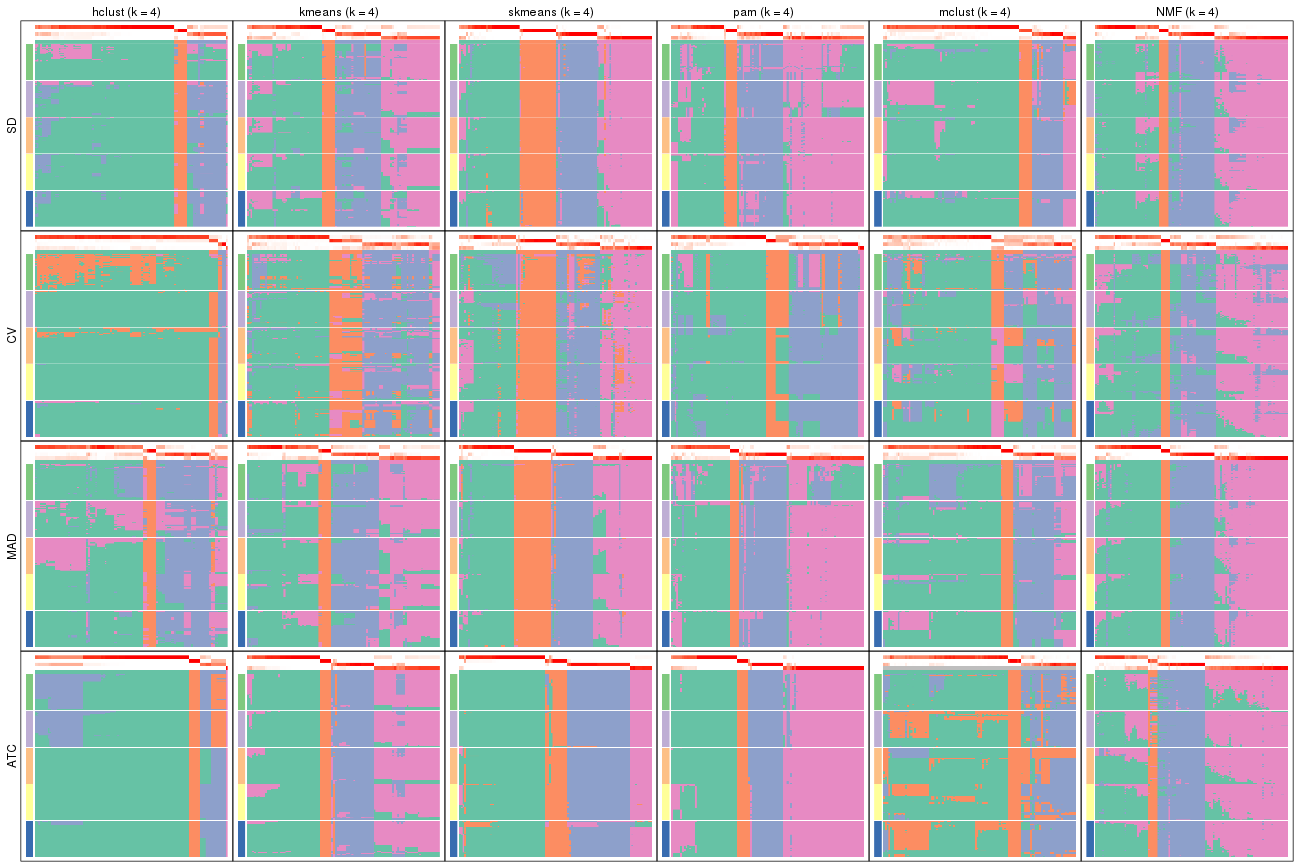 hclust (k = 4)
kmeans (k = 4)
skmeans (k = 4)
pam (k = 4)
mclust (k = 4)
NMF (k = 4)
SD
CV
MAD
ATC